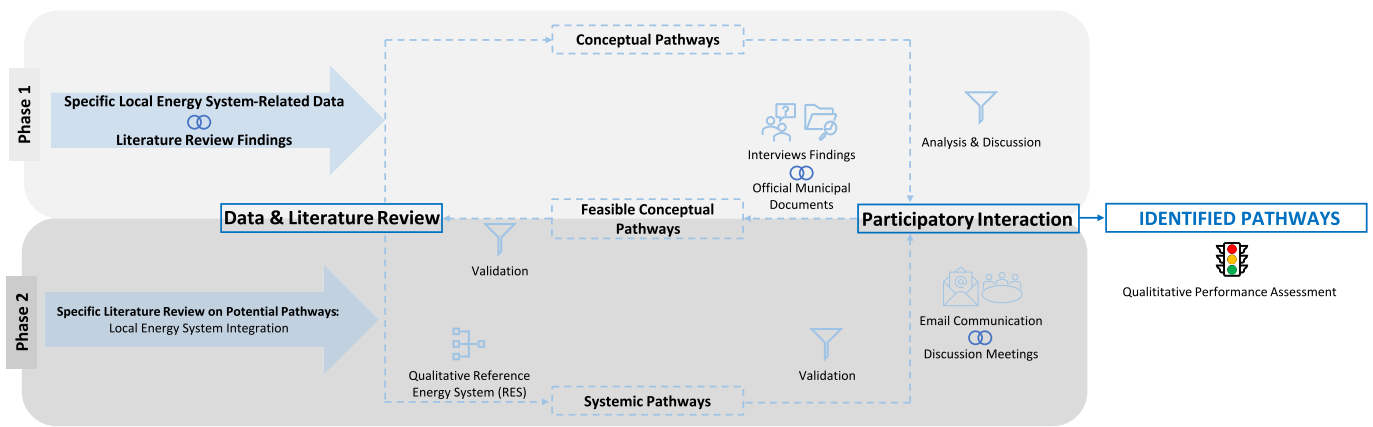 Phase 1
Specific Local Energy System-Related Data
Literature Review Findings
Conceptual Pathways
Interviews Findings
Official Municipal
Documents
Analysis & Discussion
Data & Literature Review
Feasible Conceptual
Pathways
Participatory Interaction
IDENTIFIED PATHWAYS
Qualititative Performance Assessment
Validation
Phase 2
Specific Literature Review on Potential Pathways:
Local Energy System Integration
Qualitative Reference
Energy System (RES)
Systemic Pathways
Validation
Email Communication
Discussion Meetings